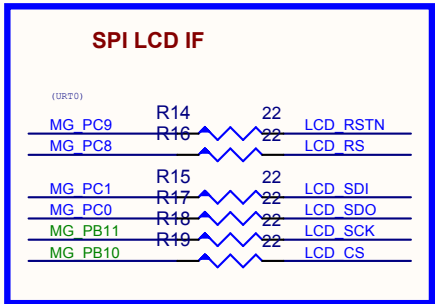 SPI LCD IF
(URT0)
R14 22
MG_PC9 LCD_RSTN
R16 22
MG_PC8 LCD_RS
R15 22
MG_PC1 LCD_SDI
R17 22
MG_PC0 LCD_SDO
R18 22
MG_PB11 LCD_SCK
R19 22
MG_PB10 LCD_CS